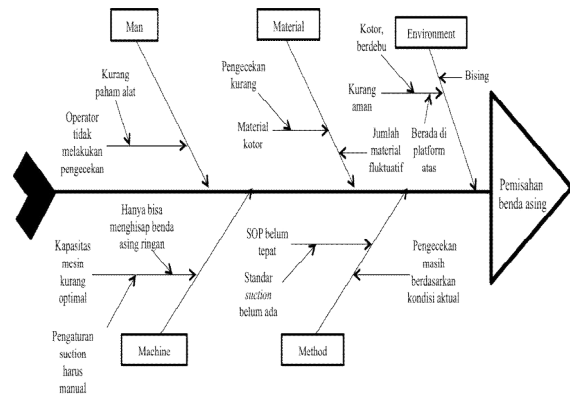 Man
Material
Environment
Kotor,
berdebu
Bising
Kurang
aman
Berada di
platform
atas
Pengecekan
kurang
Material
kotor
Jumlah
material
fluktuatif
Kurang
paham alat
Operator
tidak
melakukan
pengecekan
Pemisahan
benda asing
Hanya bisa
menghisap benda
asing ringan
Kapasitas
mesin
kurang
optimal
Pengaturan
suction
harus
manual
Machine
SOP belum
tepat
Standar
suction
belum ada
Pengecekan
masih
berdasarkan
kondisi aktual
Method